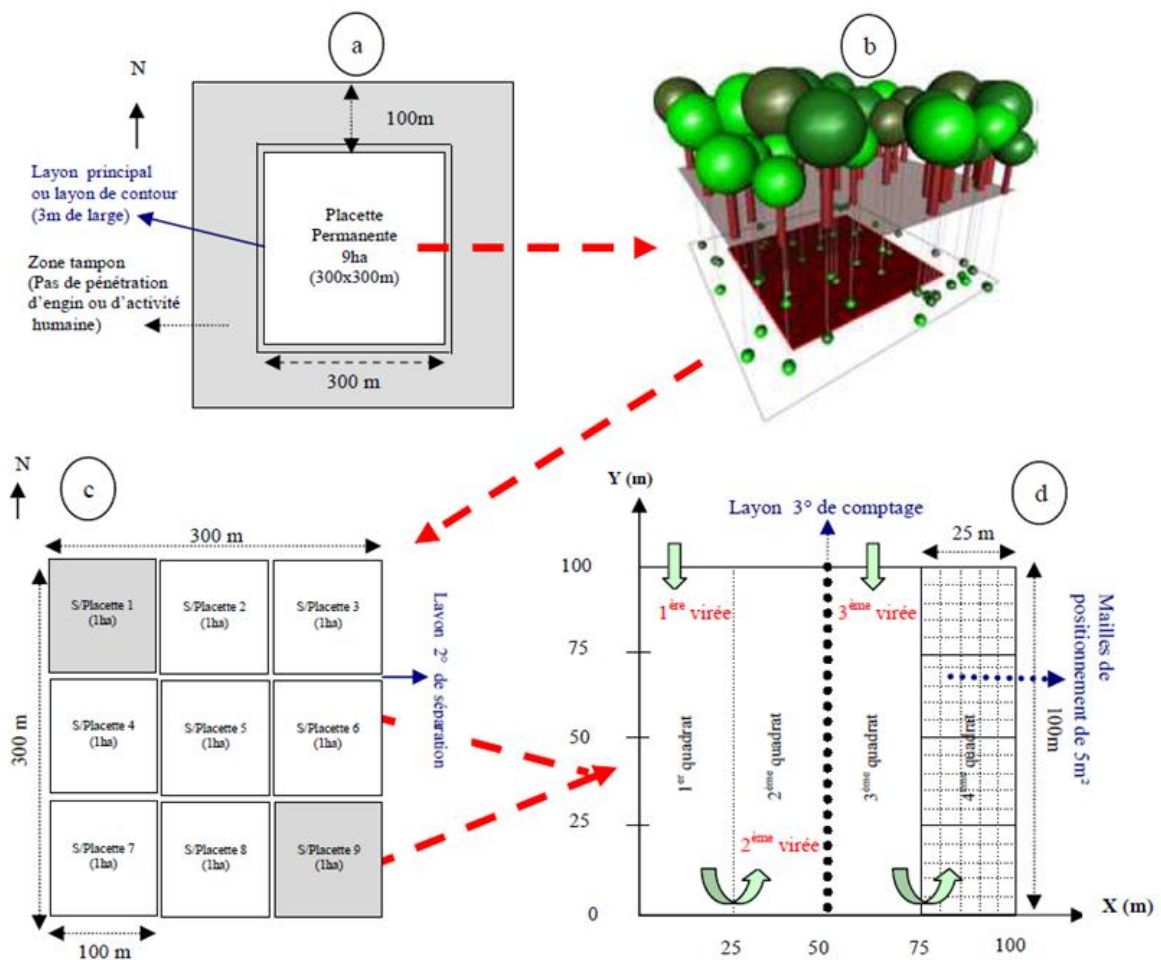 a
N
100m
Layon principal
ou layon de contour
(3m de large)
Placette
Permanente
9ha
(300x300m)
Zone tampon
(Pas de pénétration
d'engin ou d'activité
humaine)
300 m
b
N
c
300 m
300 m
S/Placette 1
(1ha)
S/Placette 2
(1ha)
S/Placette 3
(1ha)
S/Placette 4
(1ha)
S/Placette 5
(1ha)
S/Placette 6
(1ha)
S/Placette 7
(1ha)
S/Placette 8
(1ha)
S/Placette 9
(1ha)
100 m
Layon 2° de
séparation
d
Y (m)
Layon 3° de comptage
25 m
100
75
50
25
0
1ère virée
3ème virée
2ème virée
1er quadrat
2ème quadrat
3ème quadrat
4ème quadrat
Mailles de
positionnement de 5m²
100m
X (m)
25
50
75
100